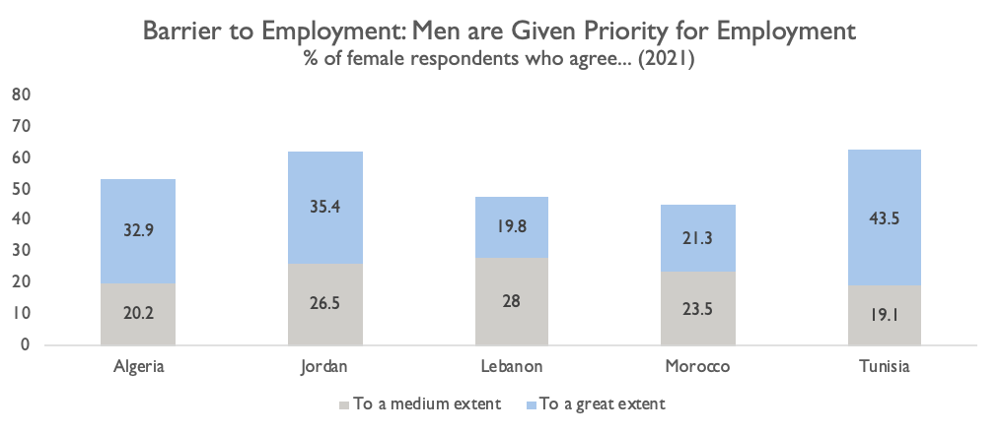 Barrier to Employment: Men are Given Priority for Employment
% of female respondents who agree... (2021)
80
70
60
50
40
30
20
10
0
32.9
35.4
19.8
21.3
43.5
20.2
26.5
28
23.5
19.1
Algeria
Jordan
Lebanon
Morocco
Tunisia
To a medium extent
To a great extent